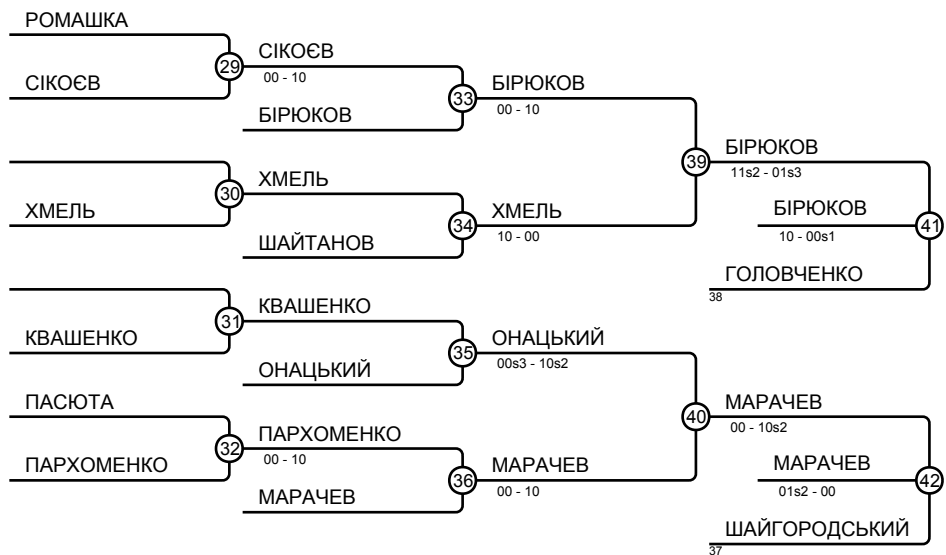 РОМАШКА
29
СІКОЄВ
00 - 10
СІКОЄВ
БІРЮКОВ
33
БІРЮКОВ
00 - 10
30
ХМЕЛЬ
ХМЕЛЬ
ШАЙТАНОВ
34
ХМЕЛЬ
10 - 00
39
БІРЮКОВ
11s2 - 01s3
БІРЮКОВ
10 - 00s1
41
ГОЛОВЧЕНКО
38
31
КВАШЕНКО
КВАШЕНКО
ОНАЦЬКИЙ
35
ОНАЦЬКИЙ
00s3 - 10s2
ПАСЮТА
32
ПАРХОМЕНКО
00 - 10
ПАРХОМЕНКО
МАРАЧЕВ
36
МАРАЧЕВ
00 - 10
40
МАРАЧЕВ
00 - 10s2
МАРАЧЕВ
01s2 - 00
42
ШАЙГОРОДСЬКИЙ
37